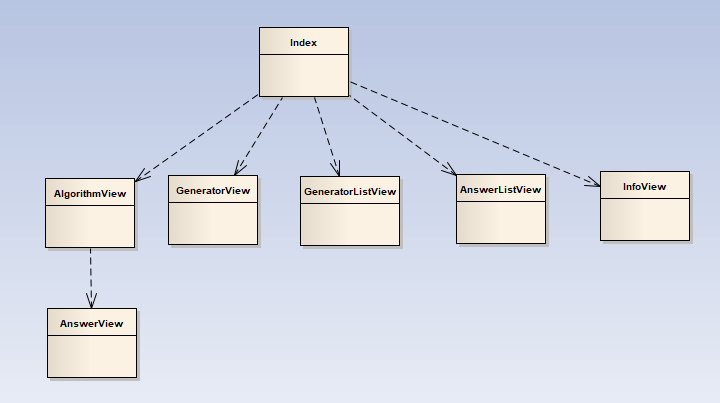 Index
AlgorithmView
GeneratorView
GeneratorListView
AnswerListView
InfoView
AnswerView